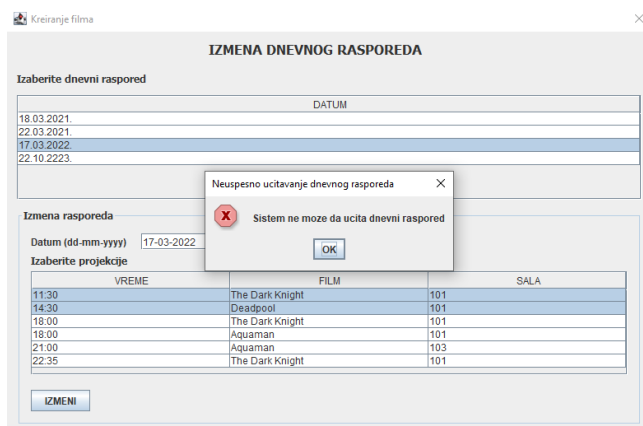 Kreiranje filma
IZMENA DNEVNOG RASPOREDA
Izaberite dnevni raspored
DATUM
18.03.2021.
22.03.2021.
17.03.2022.
22.10.2223.
Neuspesno ucitavanje dnevnog rasporeda
X Sistem ne moze da ucita dnevni raspored
OK
Izmena rasporeda
Datum (dd-mm-yyyy) 17-03-2022
Izaberite projekcije
VREME FILM SALA
11:30 The Dark Knight 101
14:30 Deadpool 101
18:00 The Dark Knight 101
18:00 Aquaman 101
21:00 Aquaman 103
22:35 The Dark Knight 101
IZMENI